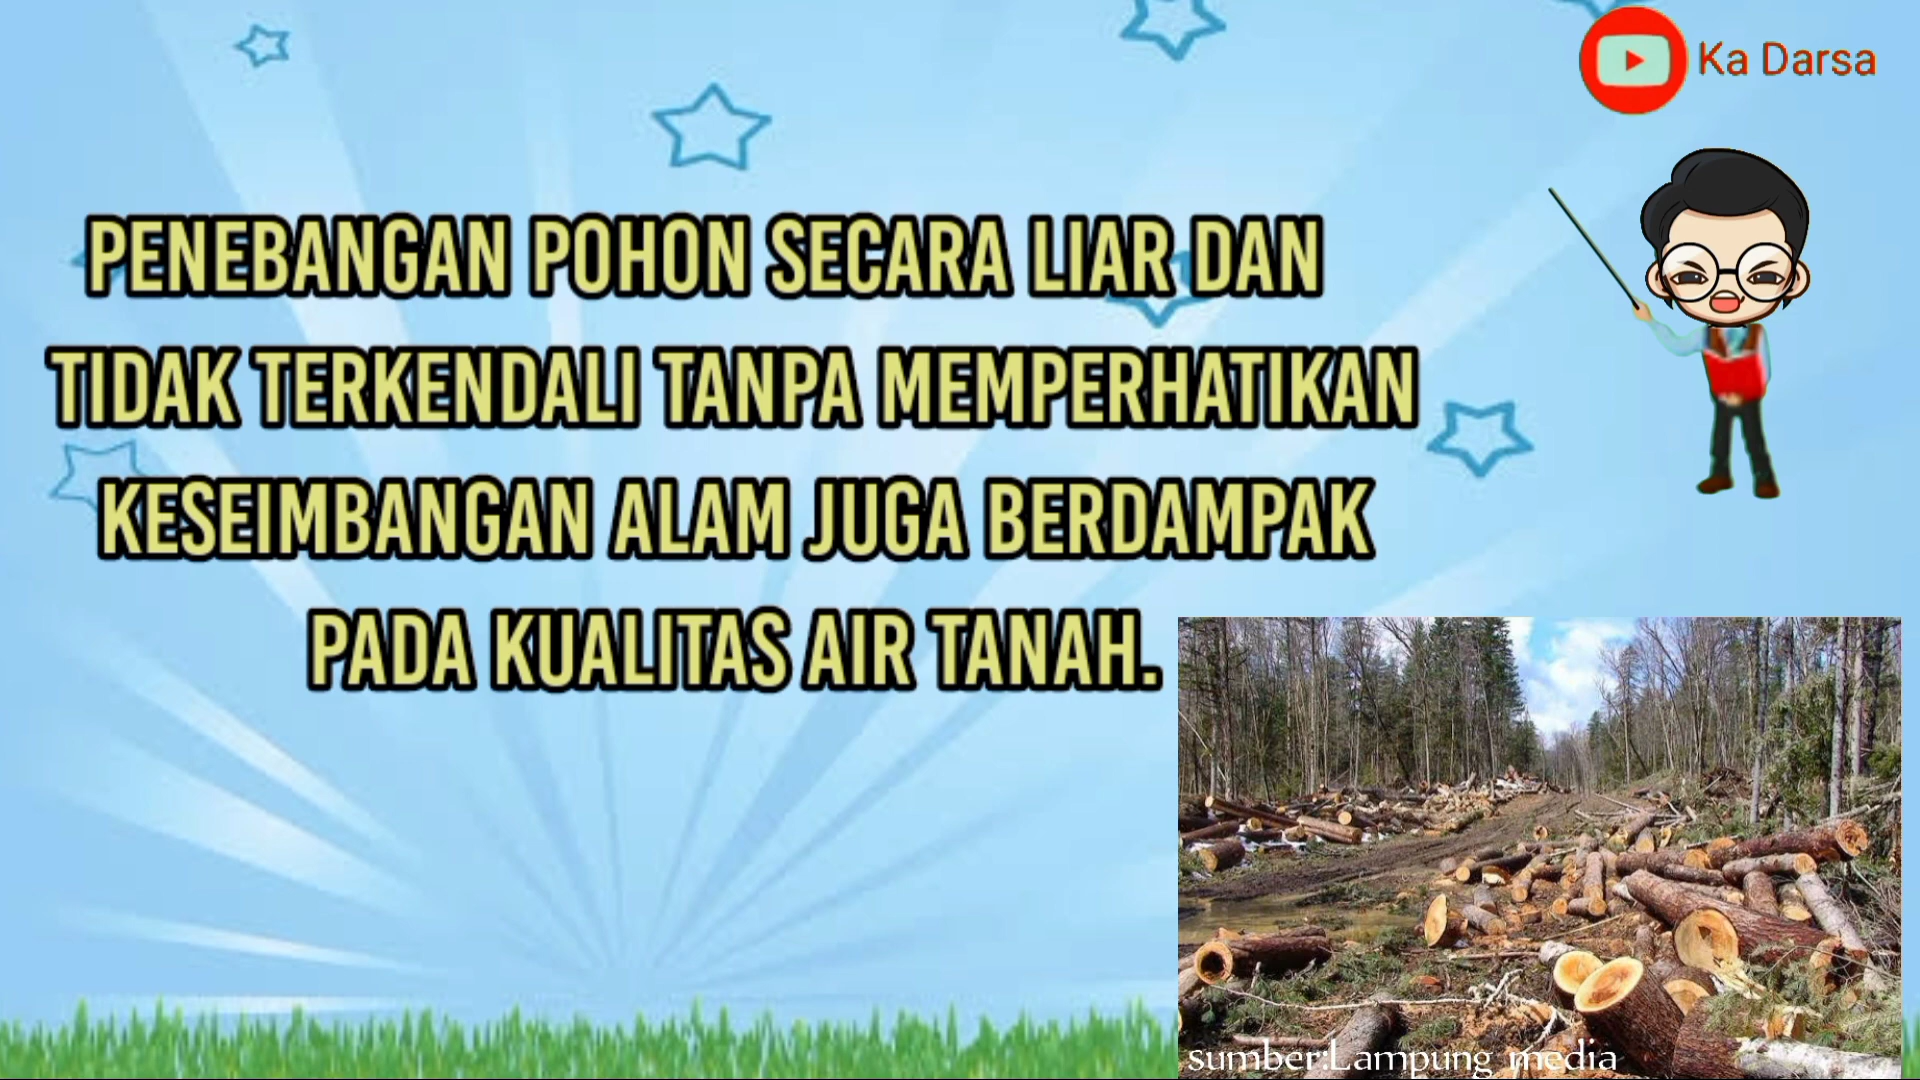 Ka Darsa
PENEBANGAN POHON SECARA LIAR DAN
TIDAK TERKENDALI TANPA MEMPERHATIKAN
KESEIMBANGAN ALAM JUGA BERDAMPAK
PADA KUALITAS AIR TANAH.
sumber:Lampung media